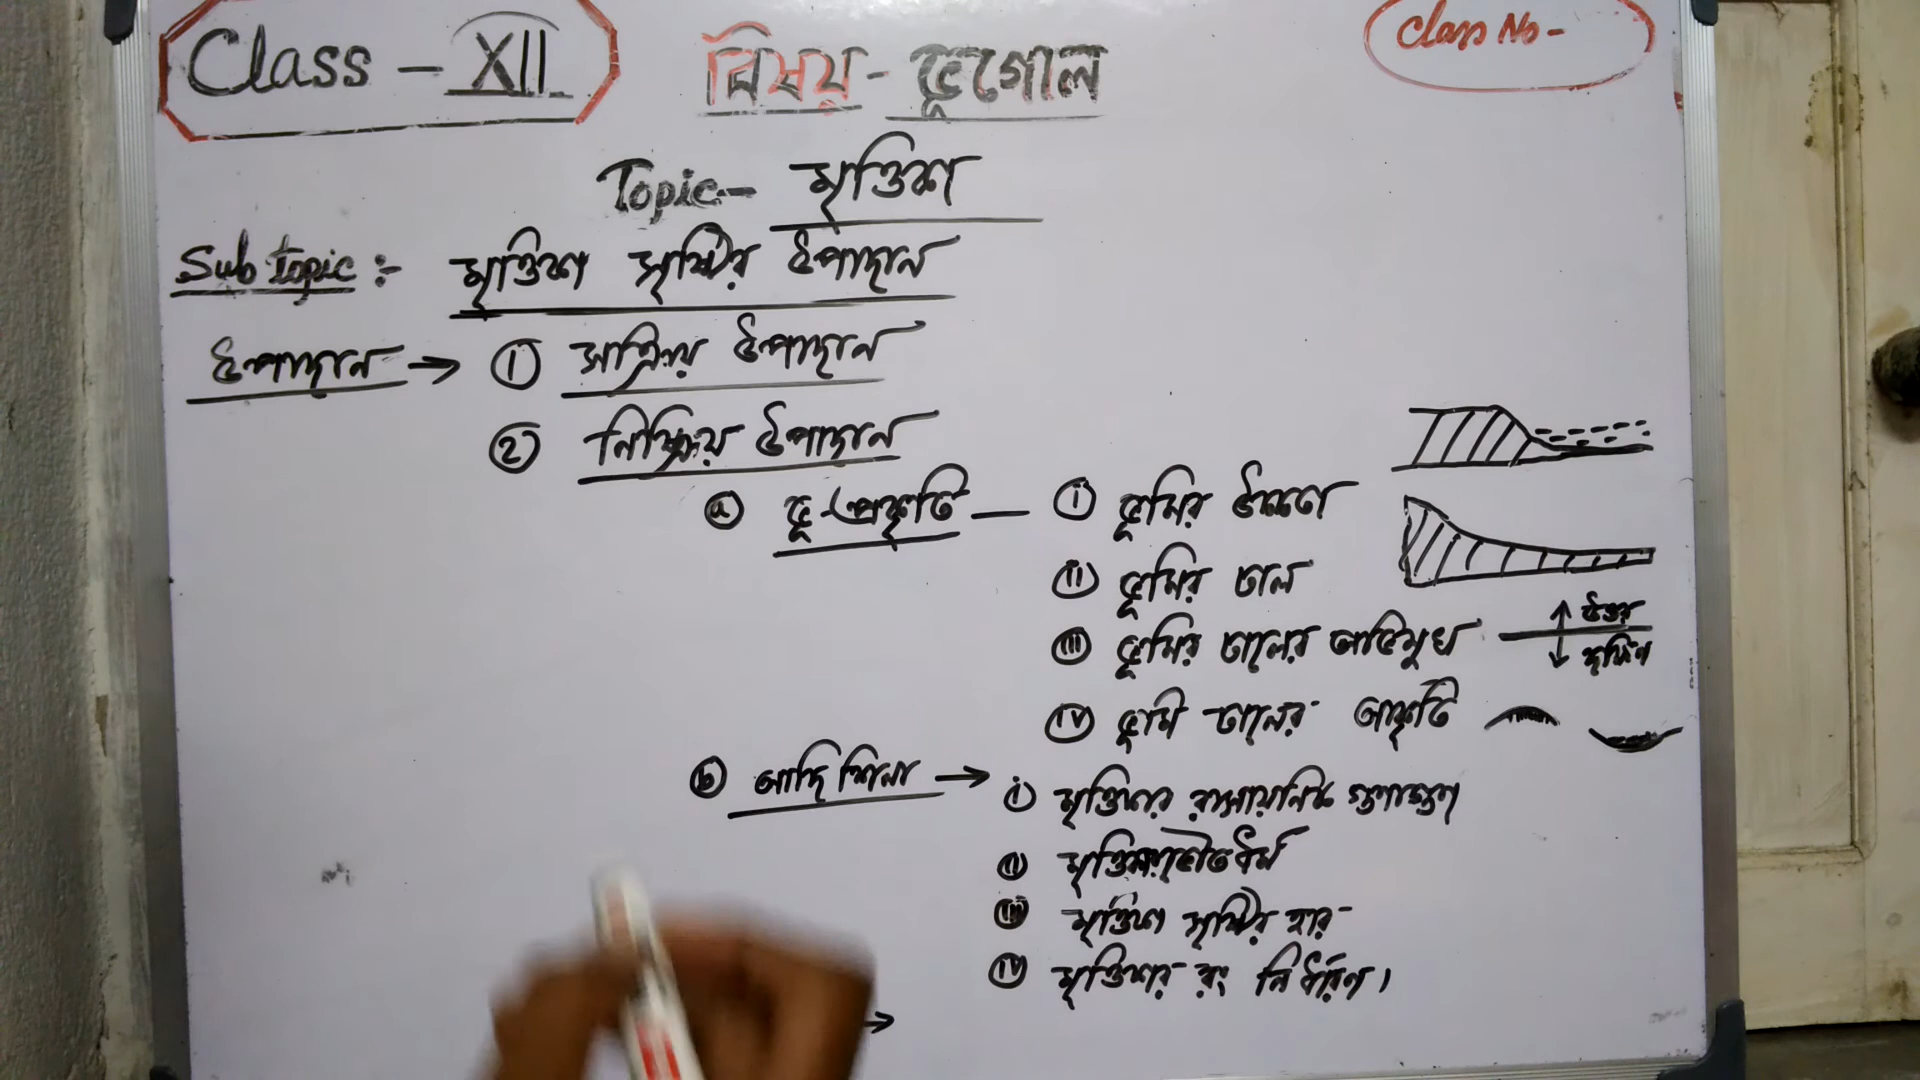 Class - XII বিষয় - ভূগোল Class No -
Topic - মৃত্তিকা
Sub topic :- মৃত্তিকা সৃষ্টির উপাদান
উপাদান → ① সক্রিয় উপাদান
② নিষ্ক্রিয় উপাদান
ⓐ ভূ-প্রকৃতি — ⓘ ভূমির উচ্চতা
(ii) ভূমির ঢাল
(iii) ভূমির ঢালের অভিমুখ উত্তর
দক্ষিণ
(iv) ভূমি ঢালের আকৃতি
ⓑ আদি শিলা → (i) মৃত্তিকার রাসায়নিক গুণাগুণ
(ii) মৃত্তিকার ভৌত ধর্ম
(iii) মৃত্তিকা সৃষ্টির হার
(iv) মৃত্তিকার রং নির্ধারণ।
→